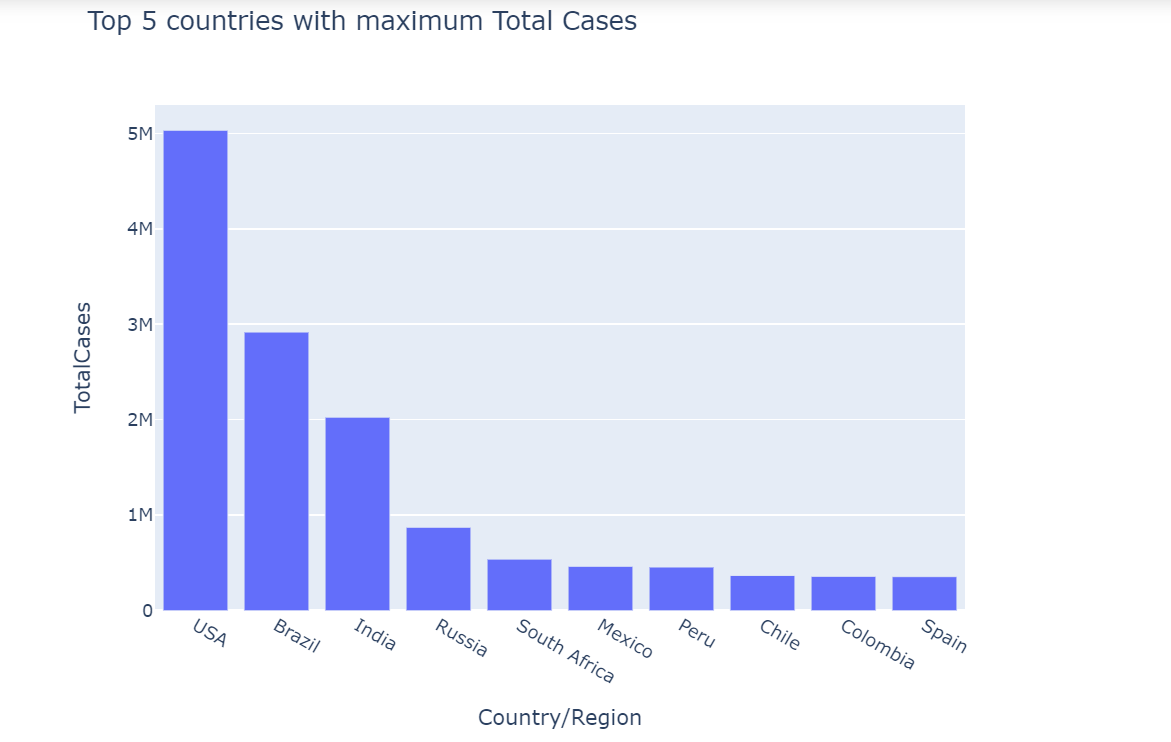 Top 5 countries with maximum Total Cases
TotalCases
5M
4M
3M
2M
1M
0
USA
Brazil
India
Russia
South Africa
Mexico
Peru
Chile
Colombia
Spain
Country/Region